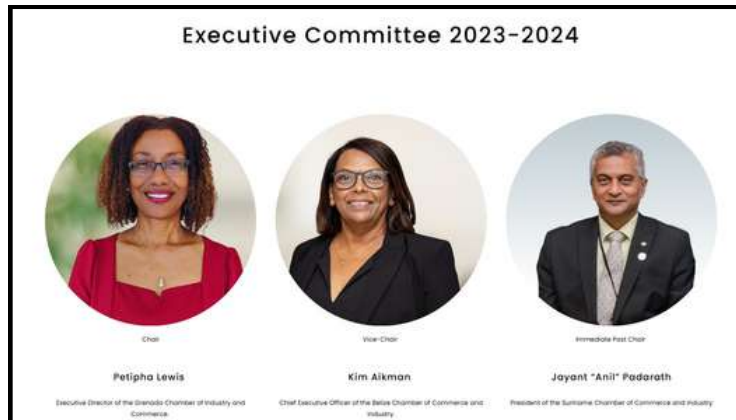 Executive Committee 2023-2024
Chair
Vice-Chair
Immediate Past Chair
Petipha Lewis
Kim Aikman
Jayant "Anil" Padarath
Executive Director of the Grenada Chamber of Industry and
Commerce.
Chief Executive Officer of the Belize Chamber of Commerce and
Industry.
President of the Suriname Chamber of Commerce and Industry